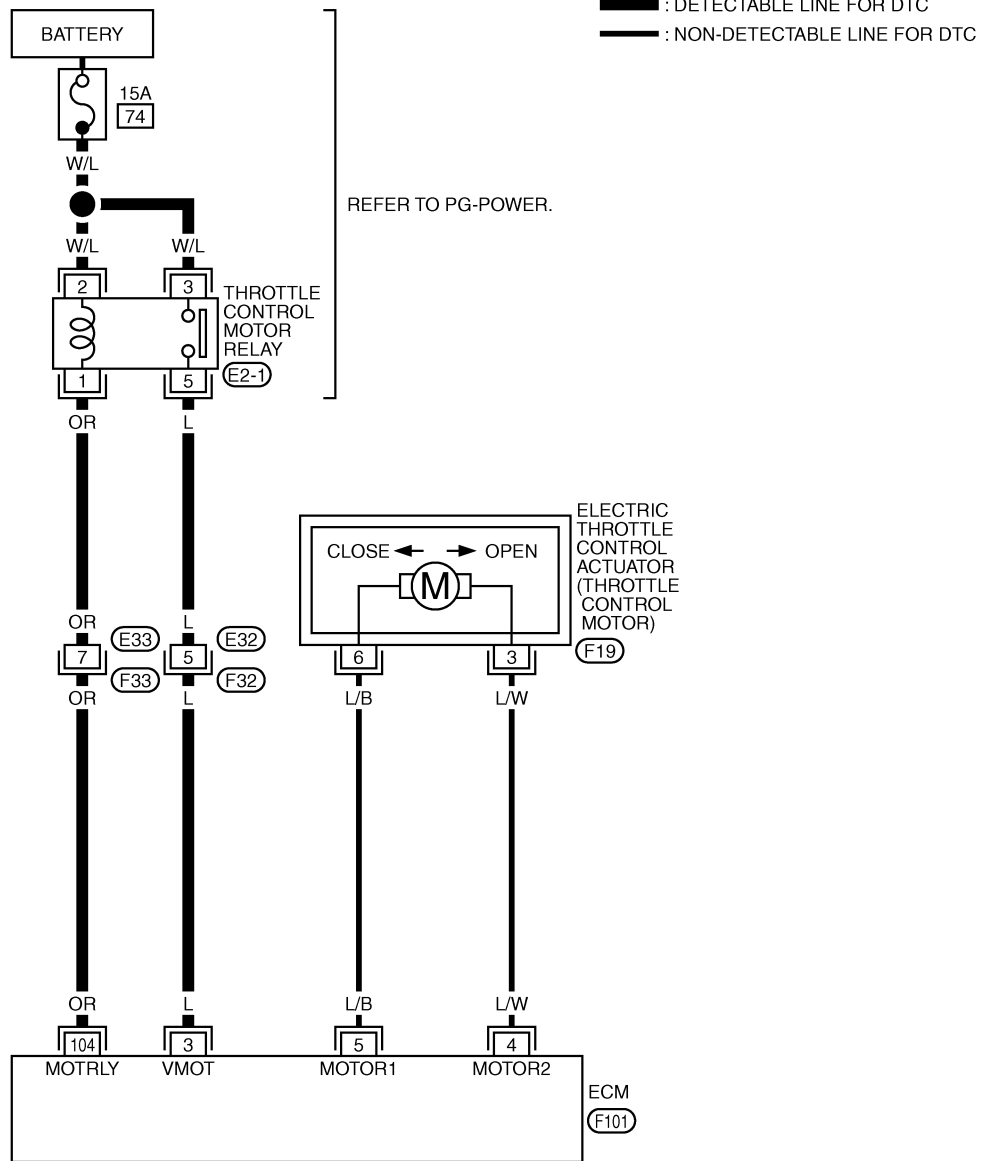 : DETECTABLE LINE FOR DTC
: NON-DETECTABLE LINE FOR DTC
BATTERY
15A
74
W/L
REFER TO PG-POWER.
W/L W/L
2 3
THROTTLE
CONTROL
MOTOR
RELAY
E2-1
1 5
OR L
ELECTRIC
THROTTLE
CONTROL
ACTUATOR
(THROTTLE
CONTROL
MOTOR)
F19
CLOSE OPEN
M
OR L
7 E33 5 E32
F33 F32
6 3
OR L L/B L/W
OR L L/B L/W
104 3 5 4
MOTRLY VMOT MOTOR1 MOTOR2
ECM
F101